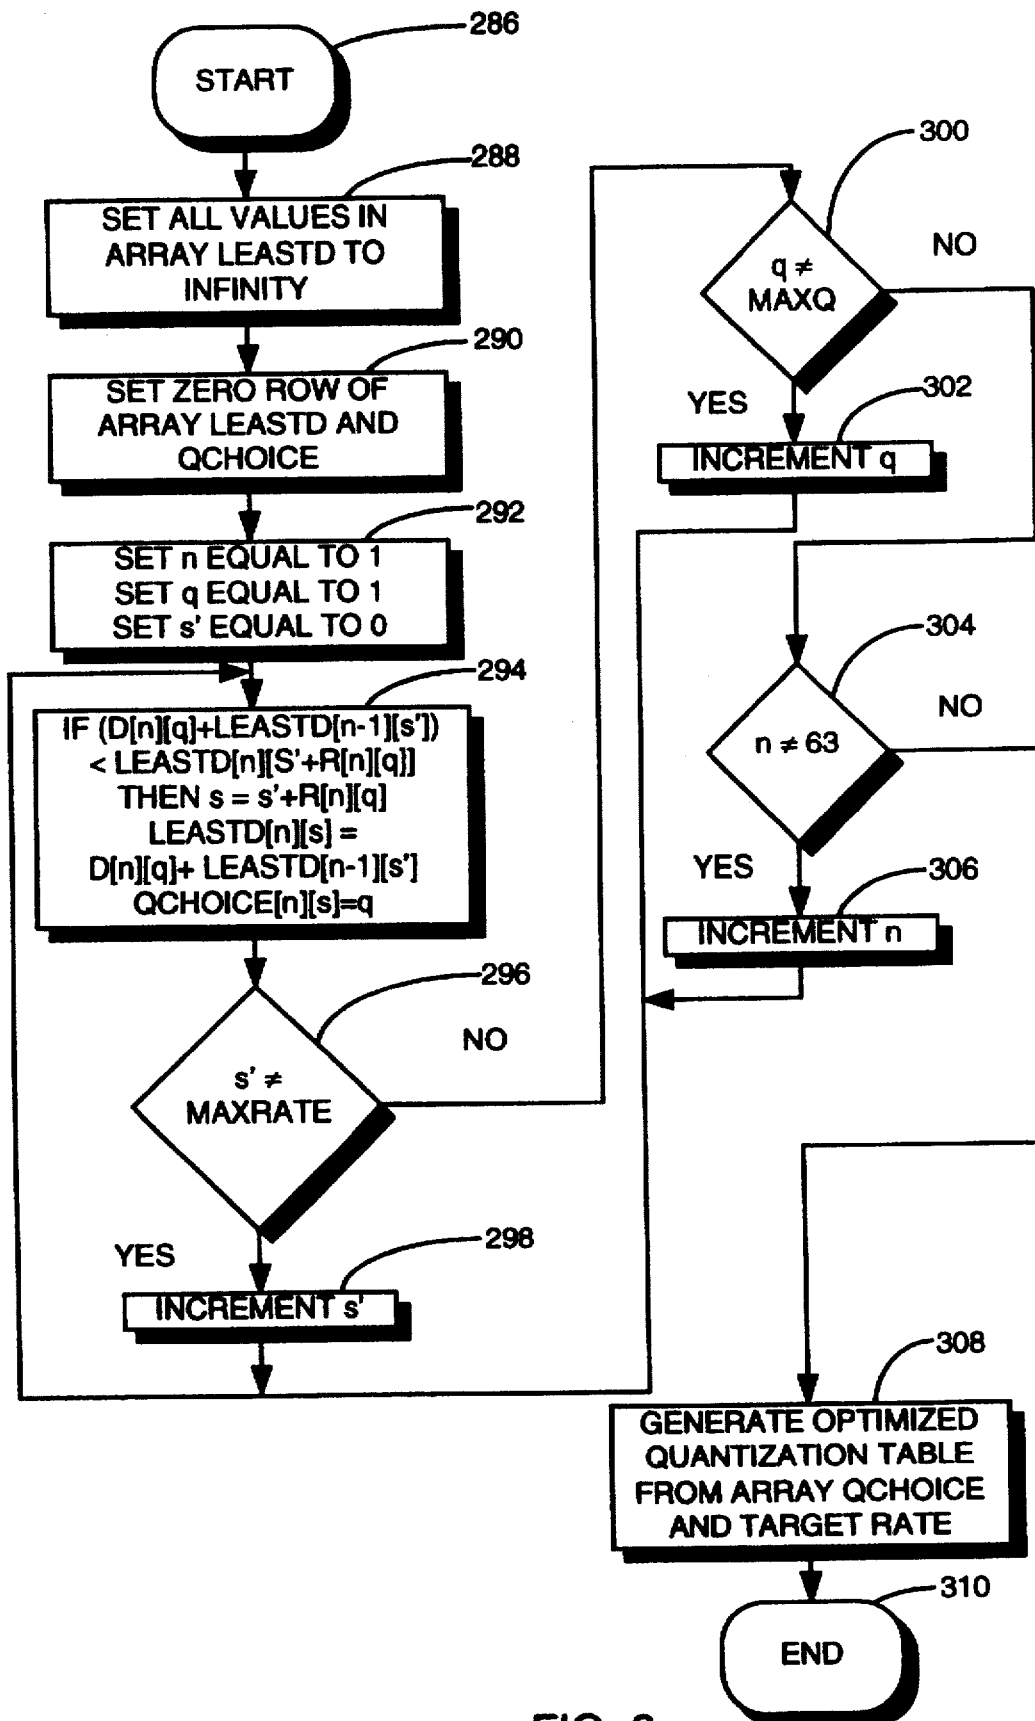 286
START
288
SET ALL VALUES IN
ARRAY LEASTD TO
INFINITY
290
SET ZERO ROW OF
ARRAY LEASTD AND
QCHOICE
292
SET n EQUAL TO 1
SET q EQUAL TO 1
SET s' EQUAL TO 0
294
IF (D[n][q]+LEASTD[n-1][s'])
< LEASTD[n][S'+R[n][q]]
THEN s = s'+R[n][q]
LEASTD[n][s] =
D[n][q]+ LEASTD[n-1][s']
QCHOICE[n][s]=q
296
NO
s' ≠
MAXRATE
YES
298
INCREMENT s'
300
NO
q ≠
MAXQ
YES
302
INCREMENT q
304
NO
n ≠ 63
YES
306
INCREMENT n
308
GENERATE OPTIMIZED
QUANTIZATION TABLE
FROM ARRAY QCHOICE
AND TARGET RATE
310
END